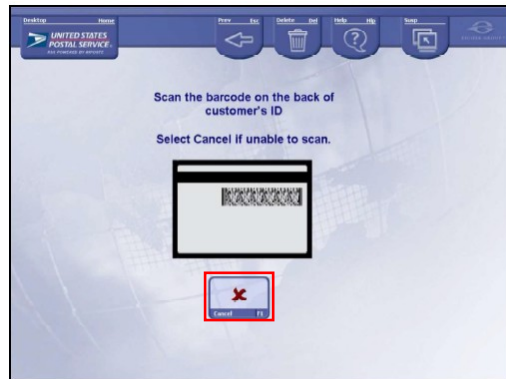 Desktop Home
Prev Esc
Delete Del
Help Hlp
Susp
UNITED STATES
POSTAL SERVICE
Scan the barcode on the back of
customer's ID
Select Cancel if unable to scan.
Cancel F1